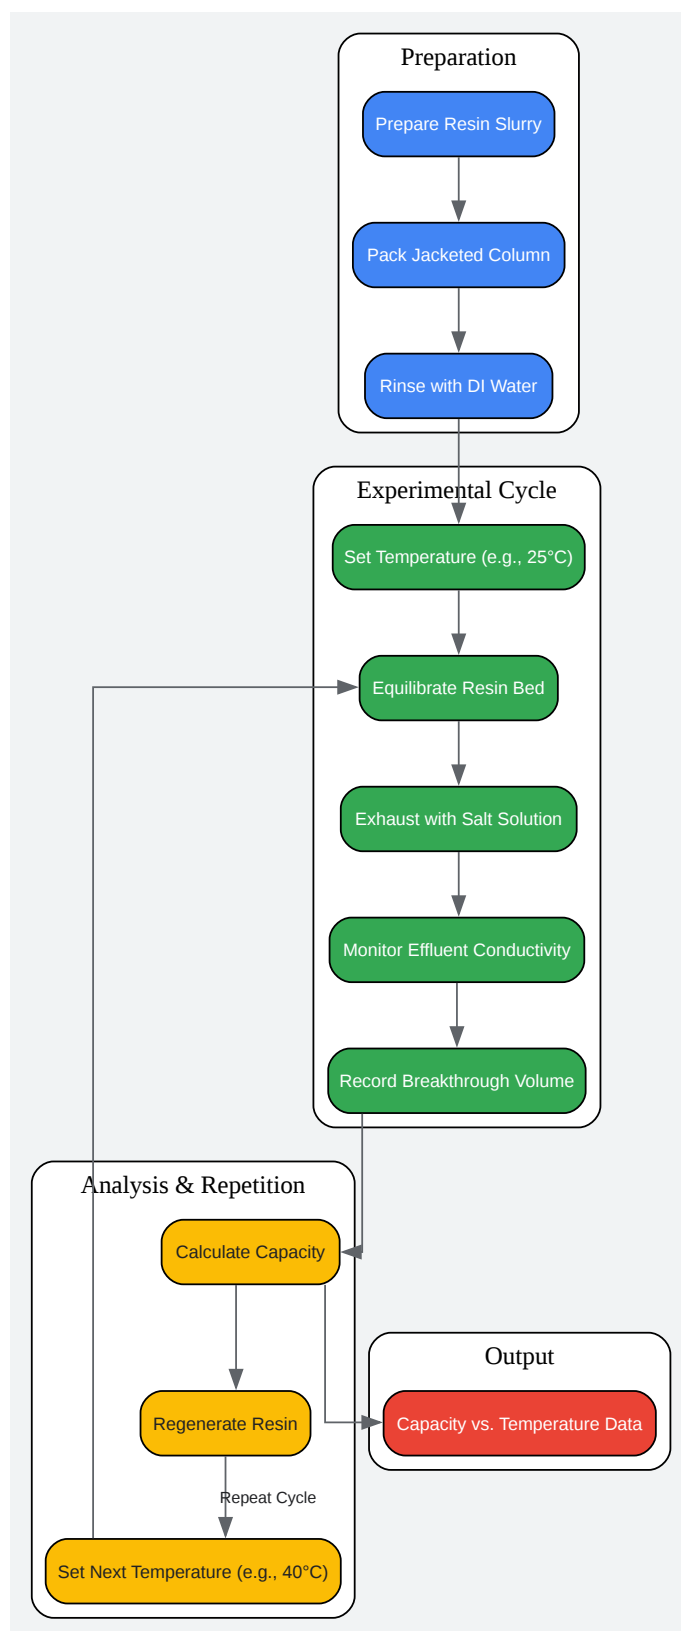 Preparation
Prepare Resin Slurry
Pack Jacketed Column
Rinse with DI Water
Experimental Cycle
Set Temperature (e.g., 25°C)
Equilibrate Resin Bed
Exhaust with Salt Solution
Monitor Effluent Conductivity
Record Breakthrough Volume
Analysis & Repetition
Calculate Capacity
Output
Capacity vs. Temperature Data
Regenerate Resin
Repeat Cycle
Set Next Temperature (e.g., 40°C)